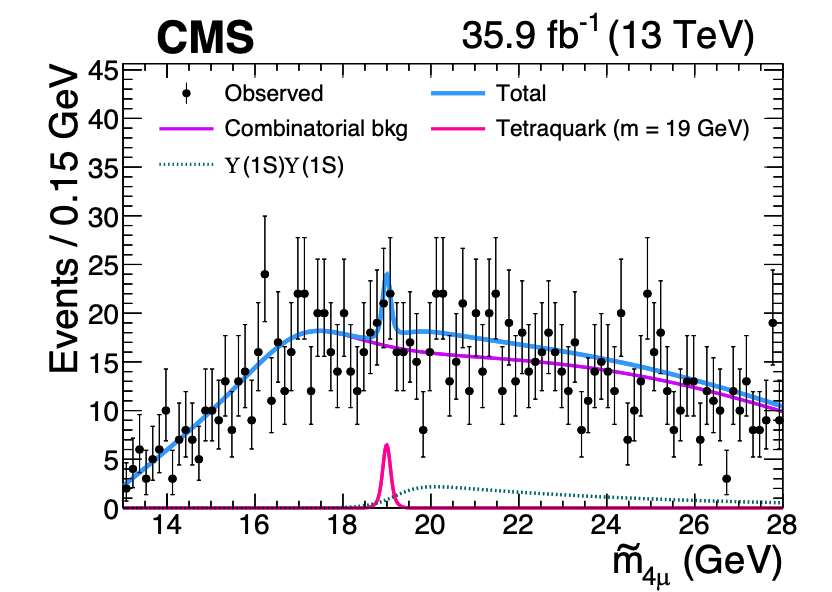 CMS 35.9 fb⁻¹ (13 TeV)
Events / 0.15 GeV
45
40
35
30
25
20
15
10
5
0
Observed
Total
Combinatorial bkg
Tetraquark (m = 19 GeV)
ϒ(1S)ϒ(1S)
14 16 18 20 22 24 26 28
m̃₄μ (GeV)